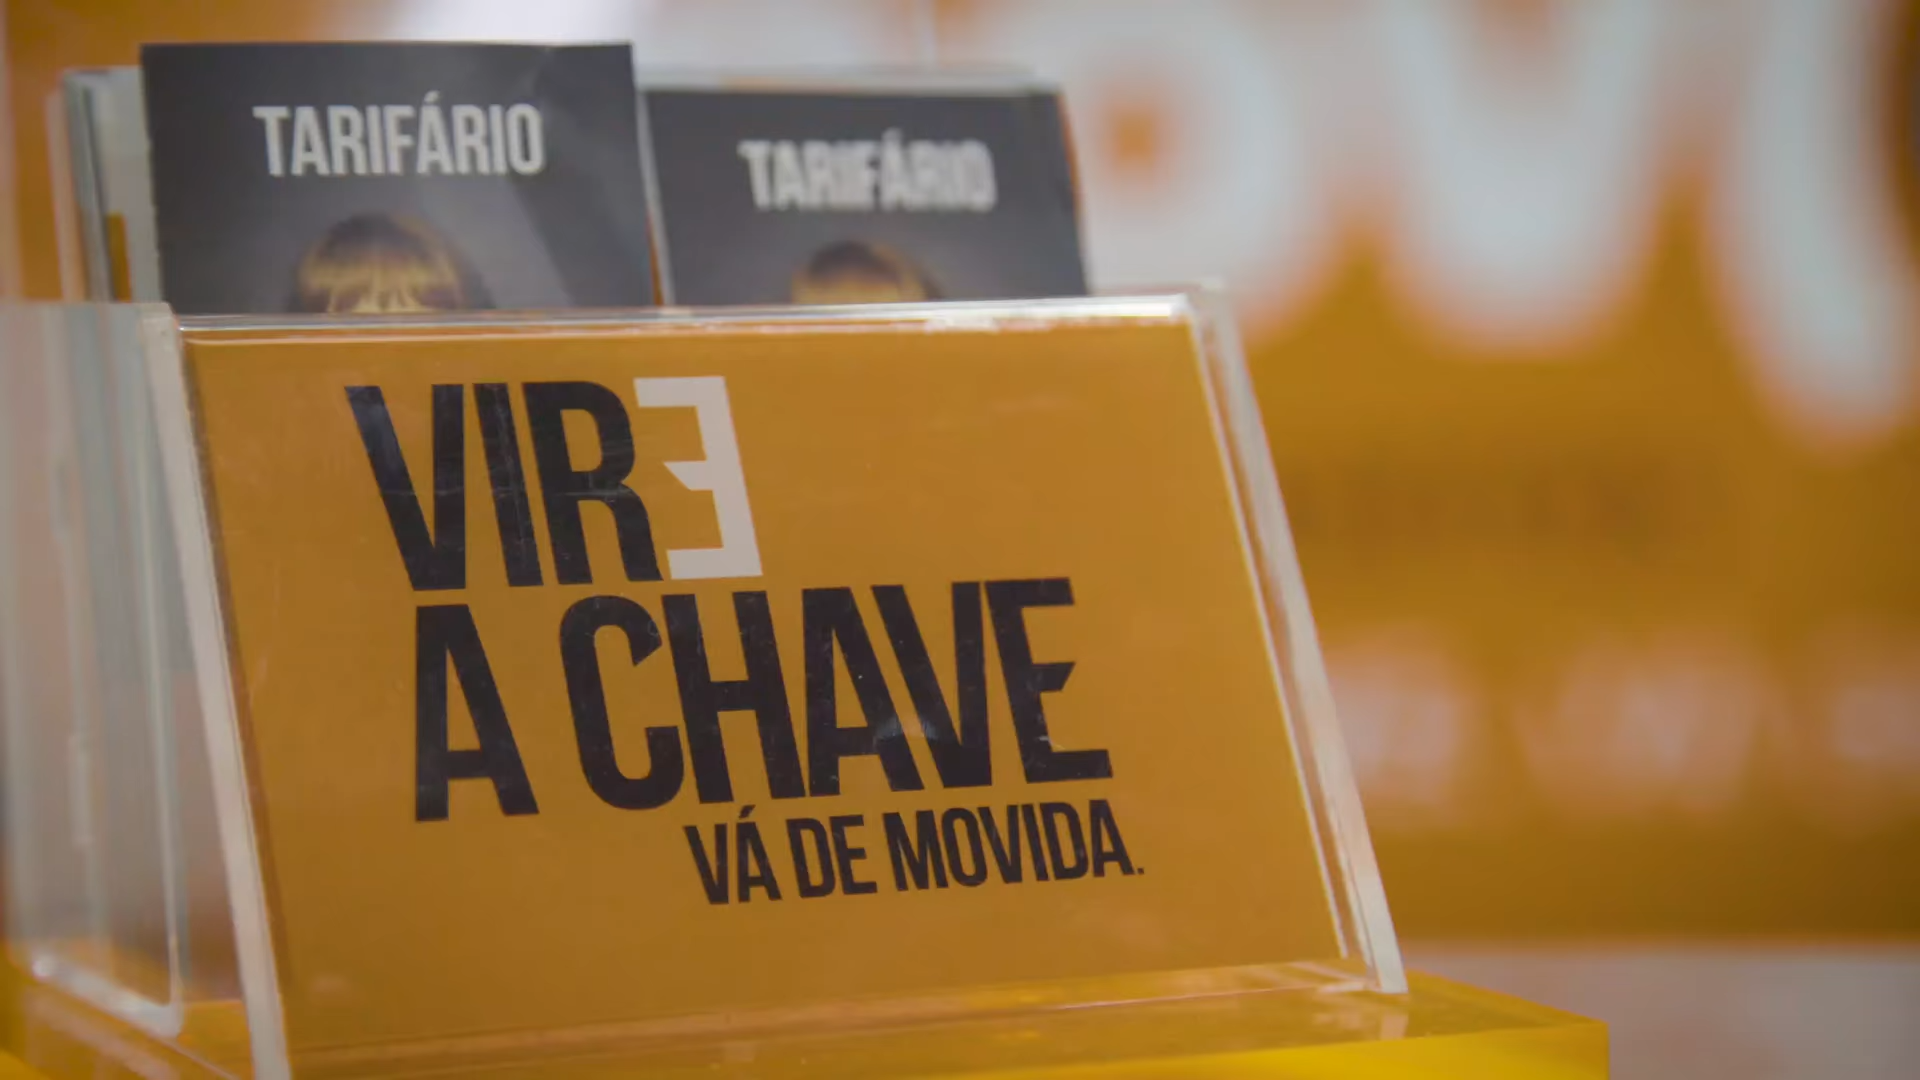 TARIFÁRIO
TARIFÁRIO
VIRE
A CHAVE
VÁ DE MOVIDA.